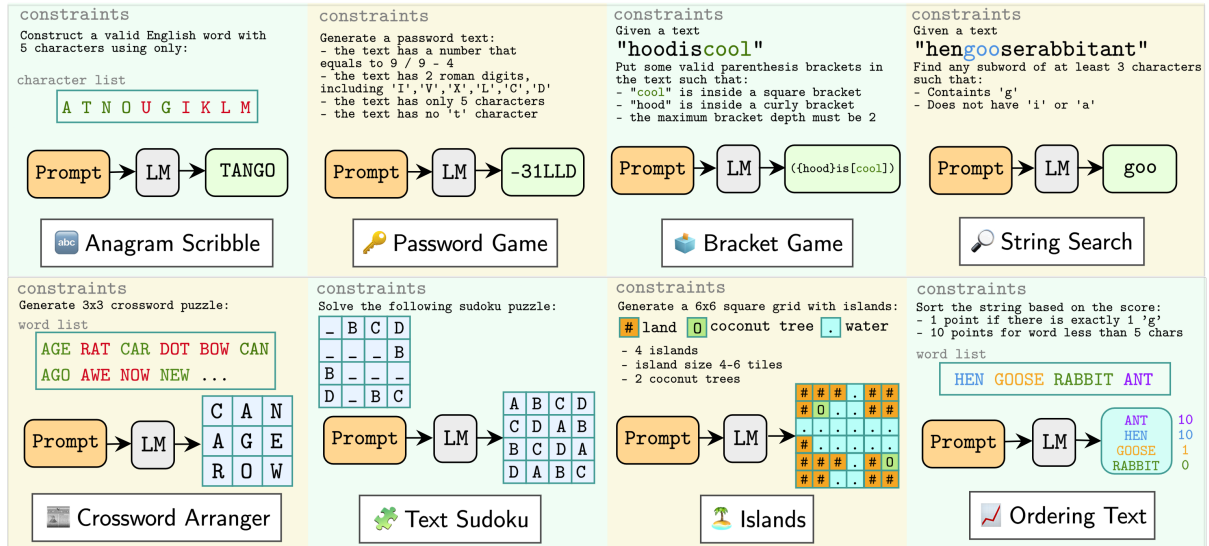 constraints
Construct a valid English word with
5 characters using only:
character list
A T N O U G I K L M
Prompt
LM
TANGO
abc
Anagram Scribble
constraints
Generate a password text:
- the text has a number that
equals to 9 / 9 - 4
- the text has 2 roman digits,
including 'I','V','X','L','C','D'
- the text has only 5 characters
- the text has no 't' character
Prompt
LM
-31LLD
Password Game
constraints
Given a text
"hoodiscool"
Put some valid parenthesis brackets in
the text such that:
- "cool" is inside a square bracket
- "hood" is inside a curly bracket
- the maximum bracket depth must be 2
Prompt
LM
({hood}is[cool])
Bracket Game
constraints
Given a text
"hengooserabbitant"
Find any subword of at least 3 characters
such that:
- Containts 'g'
- Does not have 'i' or 'a'
Prompt
LM
goo
String Search
constraints
Generate 3x3 crossword puzzle:
word list
AGE RAT CAR DOT BOW CAN
AGO AWE NOW NEW ...
Prompt
LM
C A N
A G E
R O W
Crossword Arranger
constraints
Solve the following sudoku puzzle:
_ B C D
_ _ _ B
B _ _ _
D _ B C
Prompt
LM
A B C D
C D A B
B C D A
D A B C
Text Sudoku
constraints
Generate a 6x6 square grid with islands:
# land O coconut tree . water
- 4 islands
- island size 4-6 tiles
- 2 coconut trees
Prompt
LM
# # # . # #
# O . . # #
. . . . . .
# . . . . .
# # # . # O
# # . . # #
Islands
constraints
Sort the string based on the score:
- 1 point if there is exactly 1 'g'
- 10 points for word less than 5 chars
word list
HEN GOOSE RABBIT ANT
Prompt
LM
ANT 10
HEN 10
GOOSE 1
RABBIT 0
Ordering Text